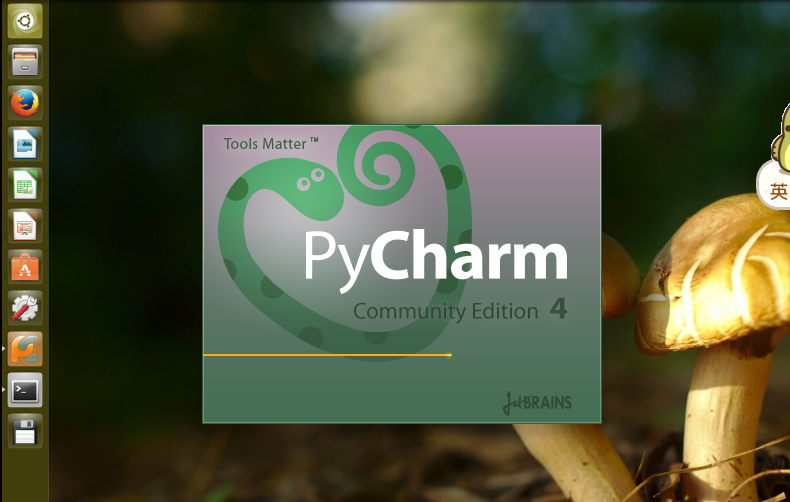 Tools Matter™
PyCharm
Community Edition 4
JetBRAINS
英